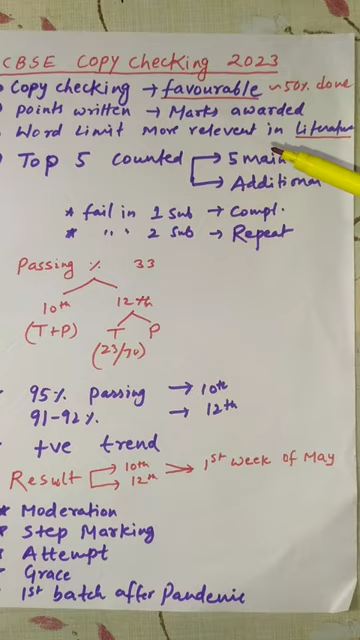 CBSE COPY CHECKING 2023
Copy checking → favourable ~50% done
Points written → Marks awarded
Word Limit More relevent in Literature
Top 5 counted → 5 main
→ Additional
* fail in 1 sub → Compl.
* " " 2 sub → Repeat
Passing % 33
10th 12th
(T+P) T P
(23/70)
95% passing → 10th
91-92% → 12th
+ve trend
Result → 10th → 1st week of May
→ 12th
* Moderation
* Step Marking
* Attempt
* Grace
* 1st batch after Pandemic